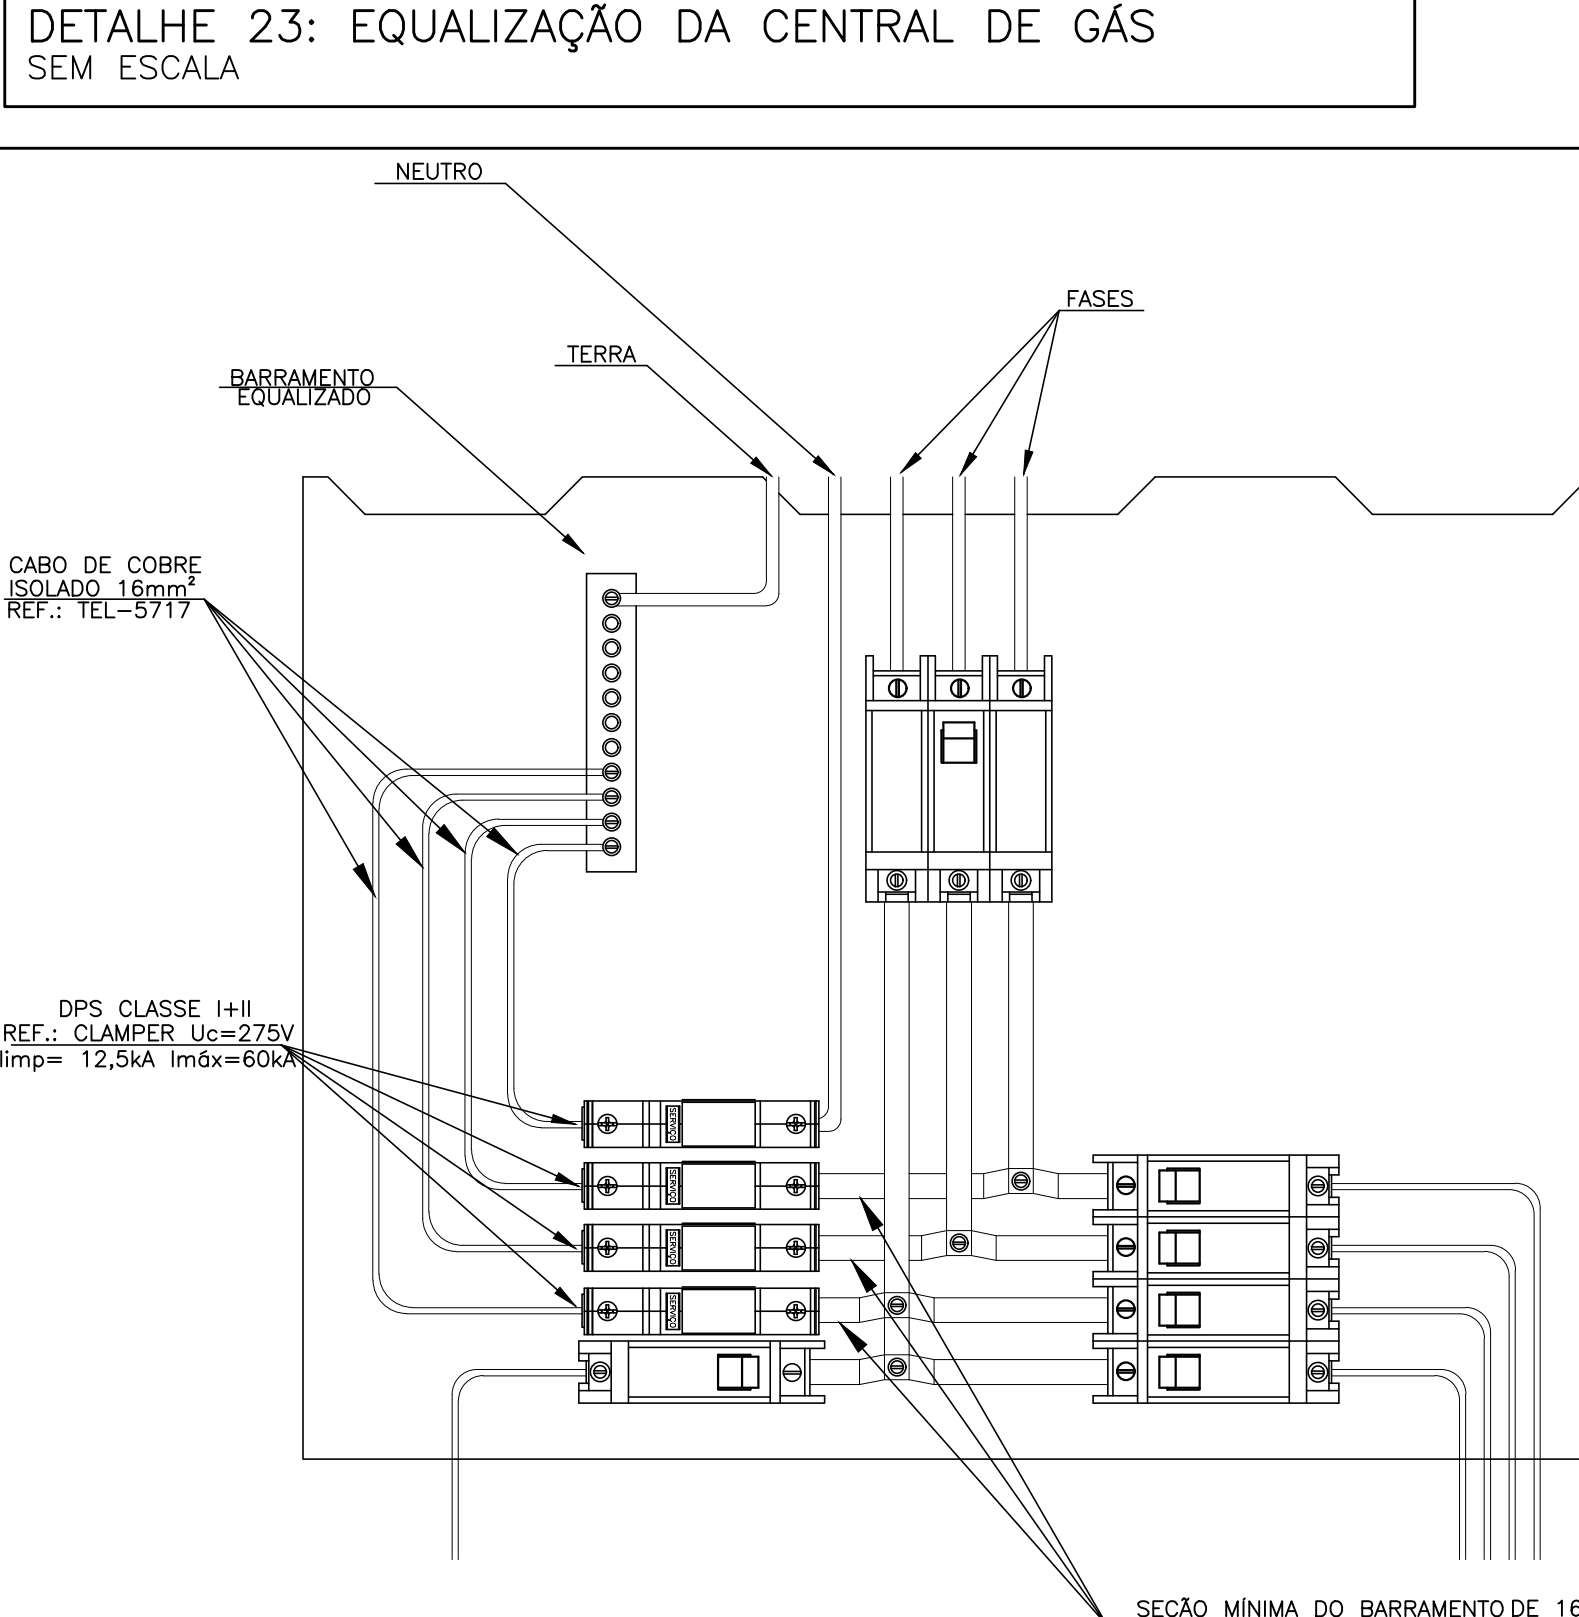 DETALHE 23: EQUALIZAÇÃO DA CENTRAL DE GÁS
SEM ESCALA
NEUTRO
FASES
TERRA
BARRAMENTO
EQUALIZADO
CABO DE COBRE
ISOLADO 16mm²
REF.: TEL-5717
DPS CLASSE I+II
REF.: CLAMPER Uc=275V
Iimp= 12,5kA Imáx=60kA
SERVIÇO
SERVIÇO
SERVIÇO
SERVIÇO
SEÇÃO MÍNIMA DO BARRAMENTO DE 16